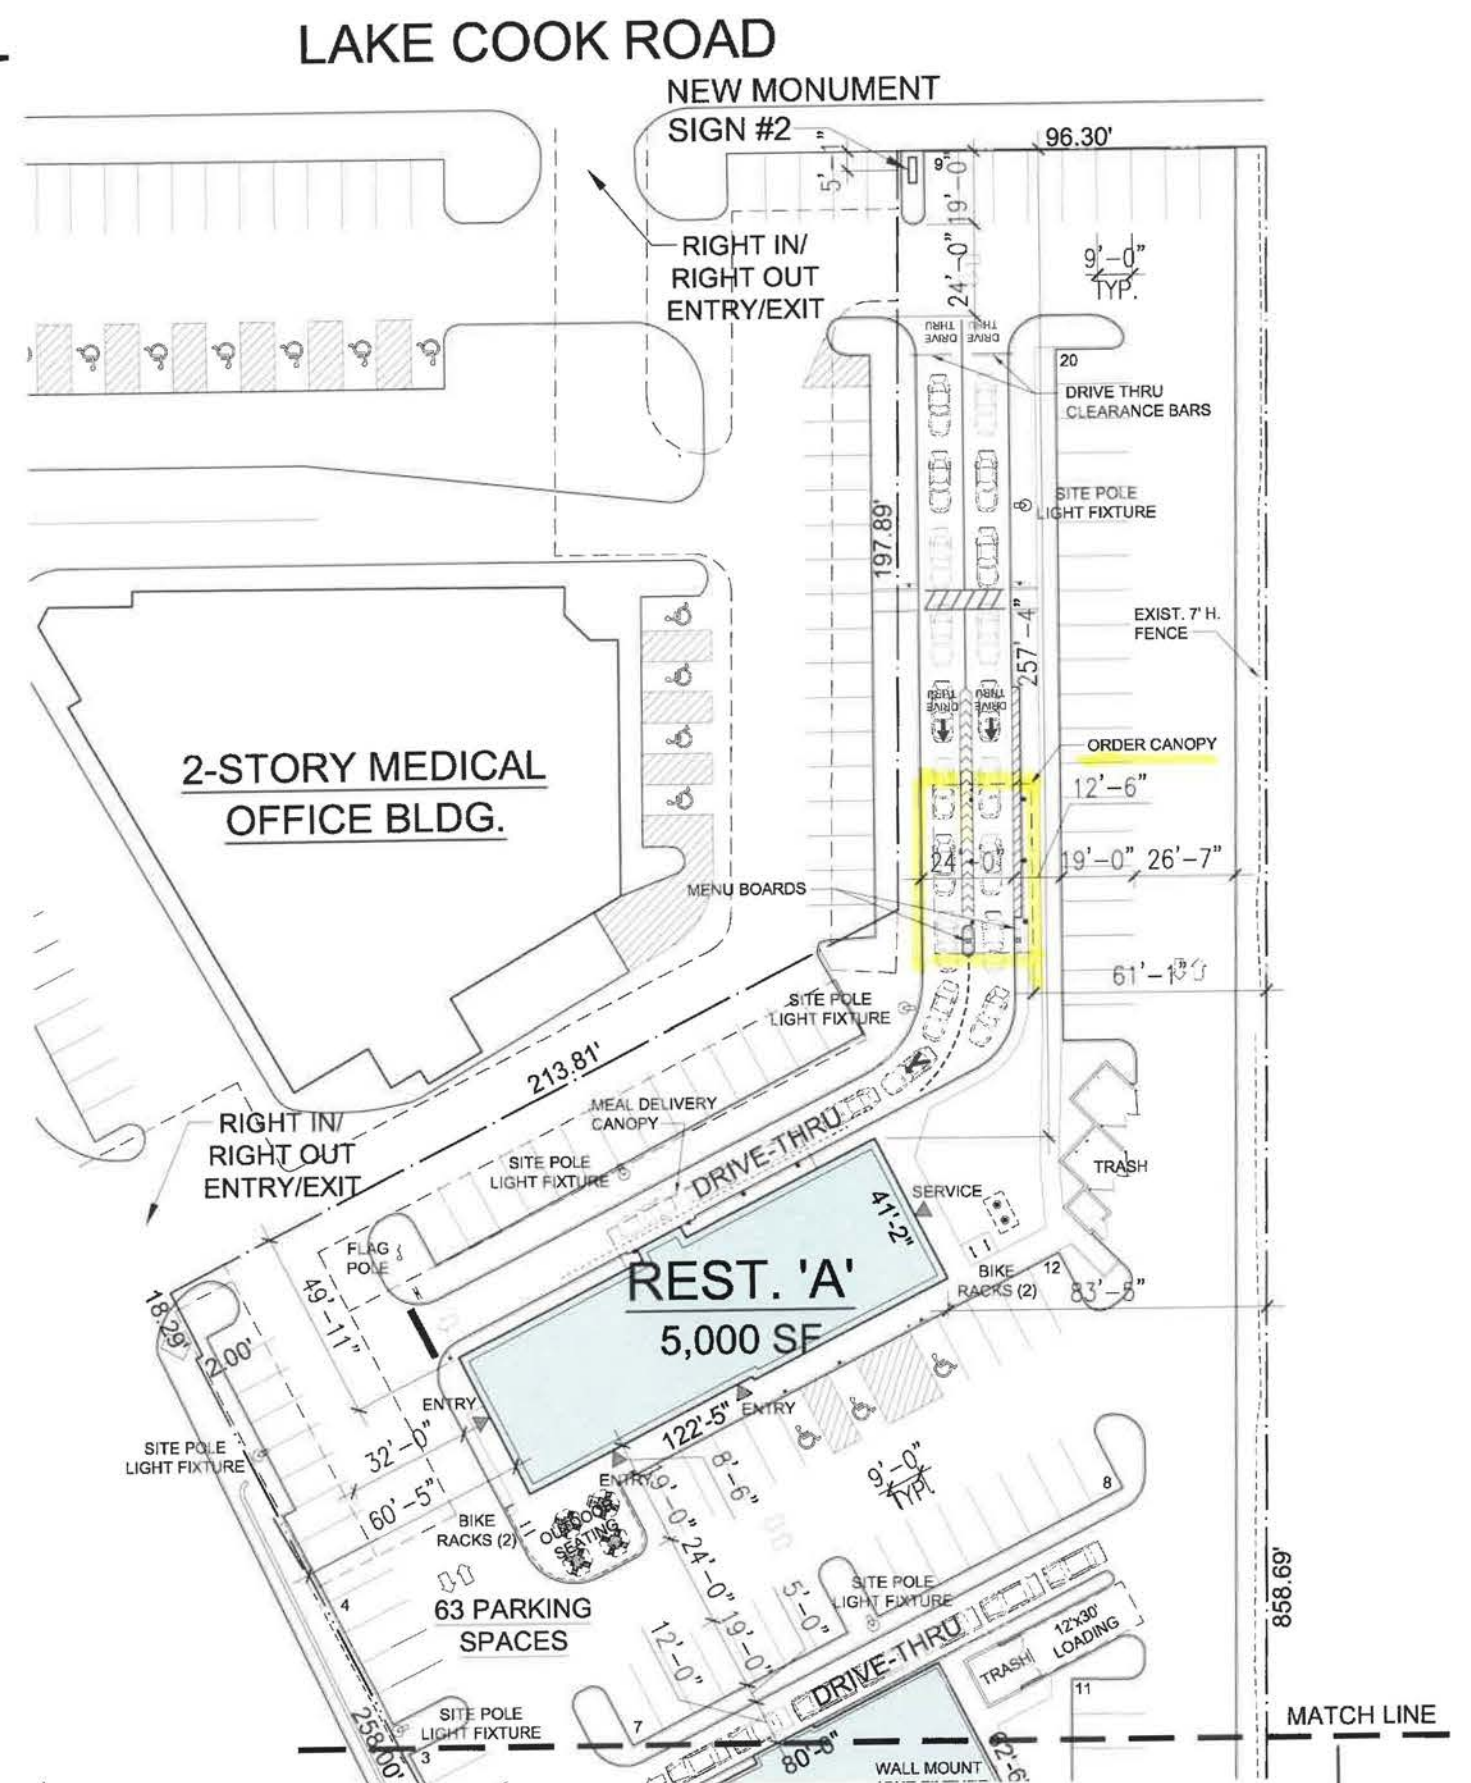 LAKE COOK ROAD
NEW MONUMENT
SIGN #2
96.30'
5'-1"
9"
19'-0"
24'-0"
RIGHT IN/
RIGHT OUT
ENTRY/EXIT
9'-0"
TYP.
DRIVE
THRU
DRIVE
THRU
20
DRIVE THRU
CLEARANCE BARS
SITE POLE
LIGHT FIXTURE
197.89'
257'-4"
EXIST. 7' H.
FENCE
DRIVE
THRU
DRIVE
THRU
ORDER CANOPY
12'-6"
2-STORY MEDICAL
OFFICE BLDG.
24'-0"
19'-0"
26'-7"
MENU BOARDS
61'-1"
SITE POLE
LIGHT FIXTURE
213.81'
MEAL DELIVERY
CANOPY
RIGHT IN/
RIGHT OUT
ENTRY/EXIT
SITE POLE
LIGHT FIXTURE
DRIVE-THRU
TRASH
SERVICE
41'-2"
FLAG
POLE
REST. 'A'
5,000 SF
BIKE
RACKS (2)
12
83'-5"
18.29'
2.00'
49'-11"
ENTRY
ENTRY
122'-5"
SITE POLE
LIGHT FIXTURE
32'-0"
60'-5"
ENTRY
8'-6"
19'-0"
9'-0"
TYP.
8
BIKE
RACKS (2)
OUTDOOR
SEATING
24'-0"
4
63 PARKING
SPACES
5'-0"
SITE POLE
LIGHT FIXTURE
12'-0"
19'-0"
DRIVE-THRU
TRASH
12'x30'
LOADING
858.69'
11
SITE POLE
LIGHT FIXTURE
7
258.00'
3
MATCH LINE
80'-0"
62'-6"
WALL MOUNT